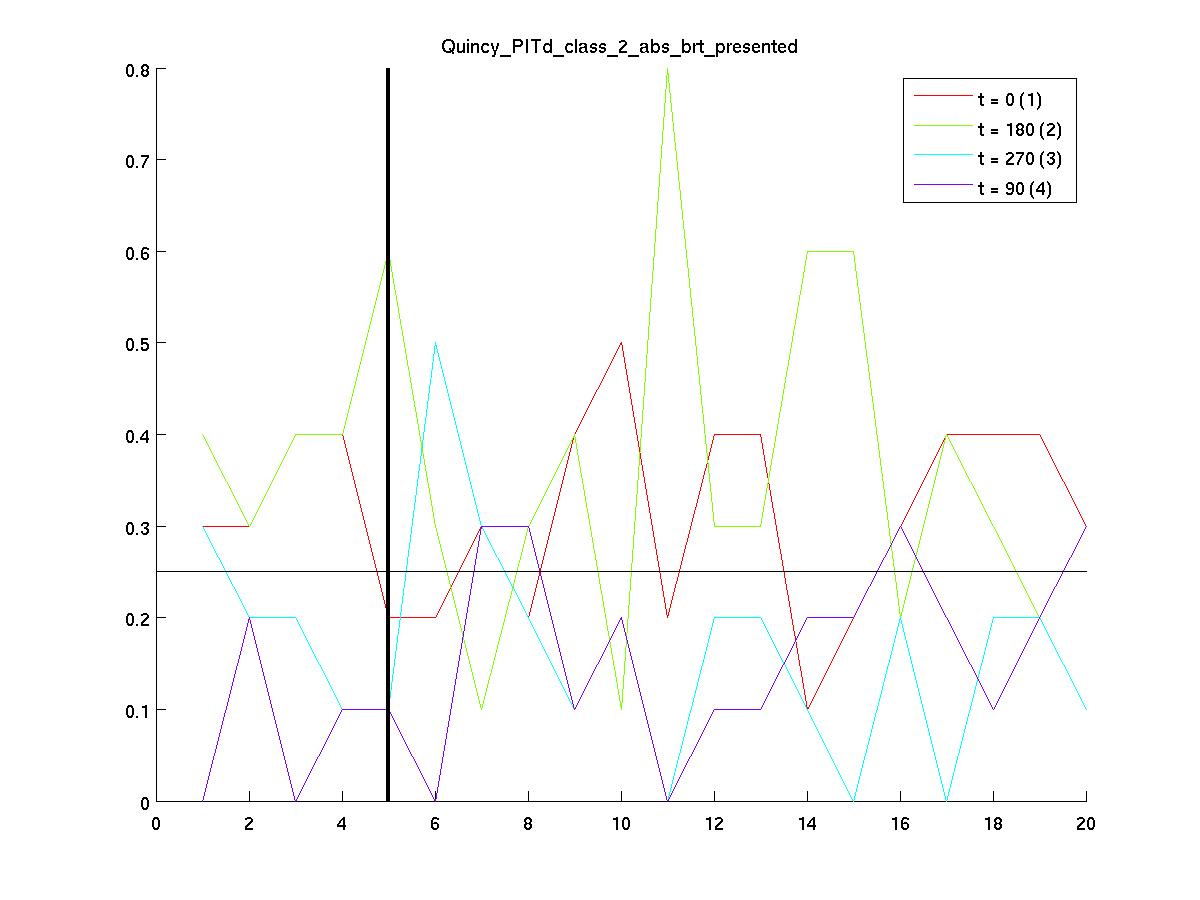 Quincy_PITd_class_2_abs_brt_presented
0.8
0.7
0.6
0.5
0.4
0.3
0.2
0.1
0
0 2 4 6 8 10 12 14 16 18 20
t = 0 (1)
t = 180 (2)
t = 270 (3)
t = 90 (4)